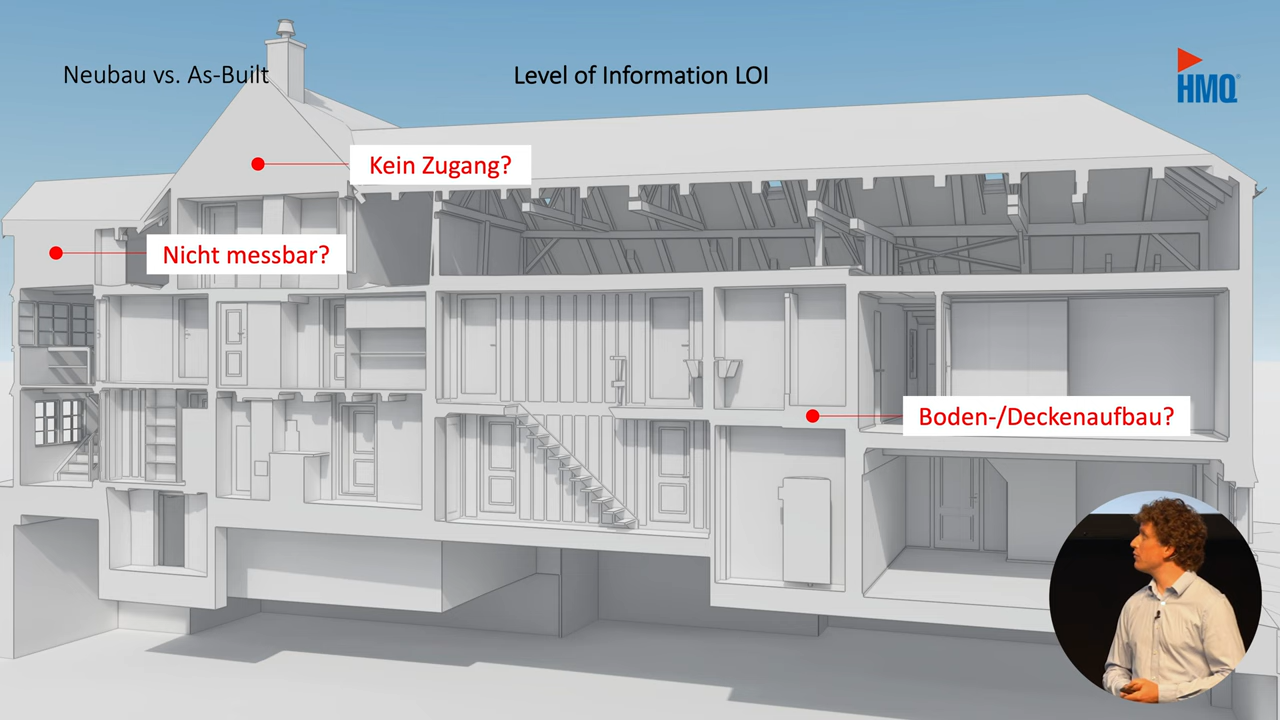 Neubau vs. As-Built
Level of Information LOI
HMQ
Kein Zugang?
Nicht messbar?
Boden-/Deckenaufbau?